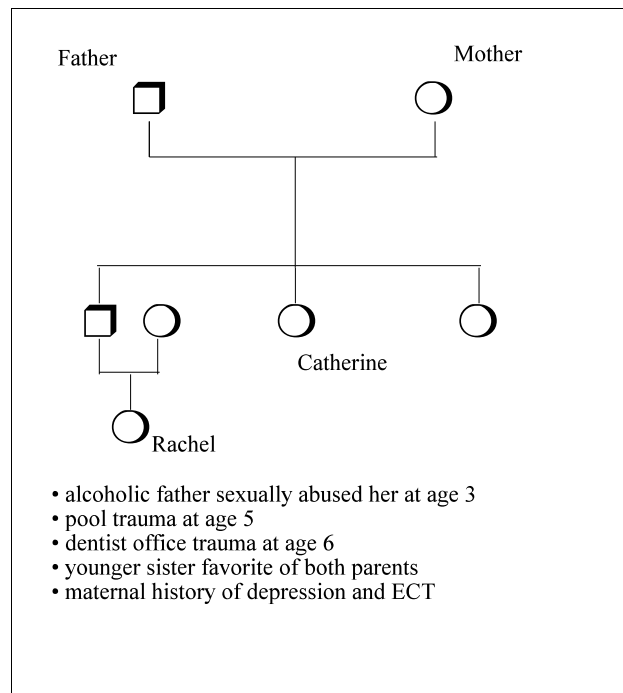 Father
Mother
Catherine
Rachel
• alcoholic father sexually abused her at age 3
• pool trauma at age 5
• dentist office trauma at age 6
• younger sister favorite of both parents
• maternal history of depression and ECT